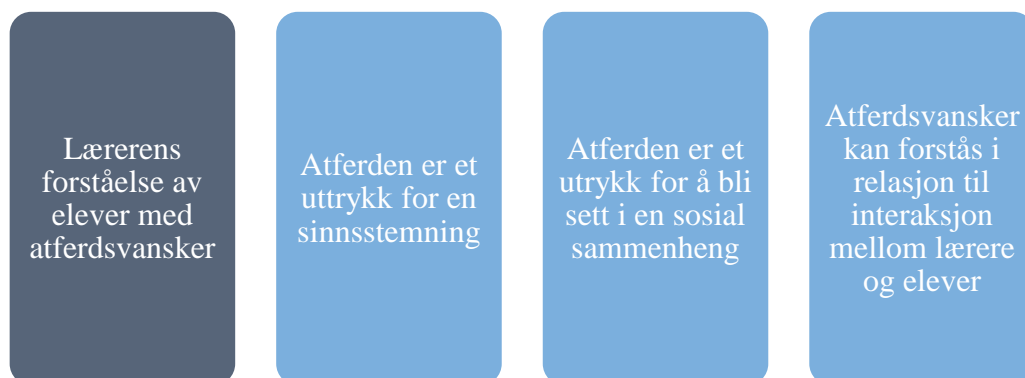 Lærerens
forståelse av
elever med
atferdsvansker
Atferden er et
uttrykk for en
sinnsstemning
Atferden er et
utrykk for å bli
sett i en sosial
sammenheng
Atferdsvansker
kan forstås i
relasjon til
interaksjon
mellom lærere
og elever